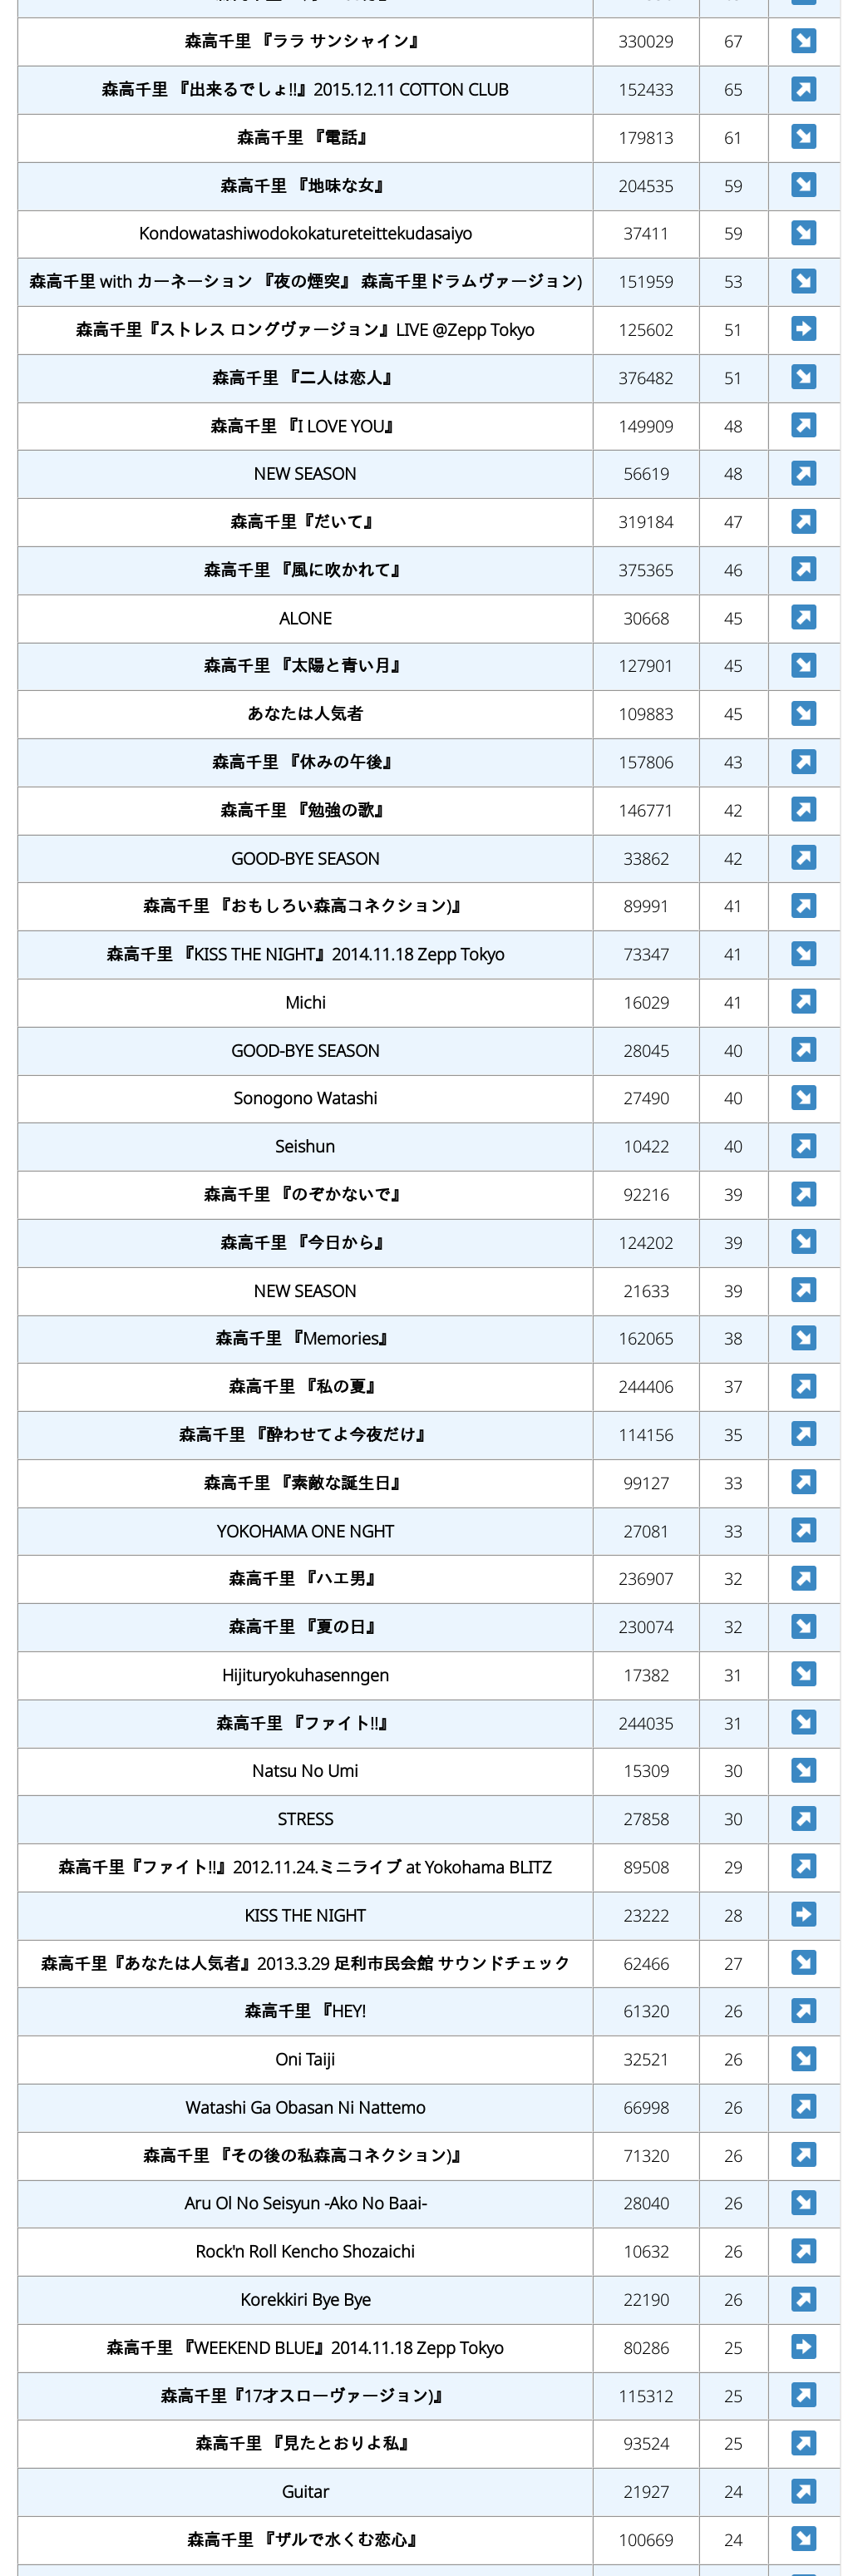 森高千里 『ララ サンシャイン』 330029 67 ↘
森高千里 『出来るでしょ!!』2015.12.11 COTTON CLUB 152433 65 ↗
森高千里 『電話』 179813 61 ↘
森高千里 『地味な女』 204535 59 ↘
Kondowatashiwodokokatureteittekudasaiyo 37411 59 ↘
森高千里 with カーネーション 『夜の煙突』 森高千里ドラムヴァージョン) 151959 53 ↘
森高千里『ストレス ロングヴァージョン』LIVE @Zepp Tokyo 125602 51 ➡
森高千里 『二人は恋人』 376482 51 ↘
森高千里 『I LOVE YOU』 149909 48 ↗
NEW SEASON 56619 48 ↗
森高千里『だいて』 319184 47 ↗
森高千里 『風に吹かれて』 375365 46 ↗
ALONE 30668 45 ↗
森高千里 『太陽と青い月』 127901 45 ↘
あなたは人気者 109883 45 ↘
森高千里 『休みの午後』 157806 43 ↗
森高千里 『勉強の歌』 146771 42 ↗
GOOD-BYE SEASON 33862 42 ↗
森高千里 『おもしろい森高コネクション)』 89991 41 ↗
森高千里 『KISS THE NIGHT』2014.11.18 Zepp Tokyo 73347 41 ↘
Michi 16029 41 ↗
GOOD-BYE SEASON 28045 40 ↗
Sonogono Watashi 27490 40 ↘
Seishun 10422 40 ↗
森高千里 『のぞかないで』 92216 39 ↗
森高千里 『今日から』 124202 39 ↘
NEW SEASON 21633 39 ↗
森高千里 『Memories』 162065 38 ↘
森高千里 『私の夏』 244406 37 ↗
森高千里 『酔わせてよ今夜だけ』 114156 35 ↗
森高千里 『素敵な誕生日』 99127 33 ↗
YOKOHAMA ONE NGHT 27081 33 ↗
森高千里 『ハエ男』 236907 32 ↗
森高千里 『夏の日』 230074 32 ↘
Hijituryokuhasenngen 17382 31 ↘
森高千里 『ファイト!!』 244035 31 ↘
Natsu No Umi 15309 30 ↘
STRESS 27858 30 ↗
森高千里『ファイト!!』2012.11.24.ミニライブ at Yokohama BLITZ 89508 29 ↗
KISS THE NIGHT 23222 28 ➡
森高千里『あなたは人気者』2013.3.29 足利市民会館 サウンドチェック 62466 27 ↘
森高千里 『HEY! 61320 26 ↗
Oni Taiji 32521 26 ↘
Watashi Ga Obasan Ni Nattemo 66998 26 ↗
森高千里 『その後の私森高コネクション)』 71320 26 ↗
Aru Ol No Seisyun -Ako No Baai- 28040 26 ↘
Rock'n Roll Kencho Shozaichi 10632 26 ↗
Korekkiri Bye Bye 22190 26 ↗
森高千里 『WEEKEND BLUE』2014.11.18 Zepp Tokyo 80286 25 ➡
森高千里『17才スローヴァージョン)』 115312 25 ↗
森高千里 『見たとおりよ私』 93524 25 ↗
Guitar 21927 24 ↗
森高千里 『ザルで水くむ恋心』 100669 24 ↘